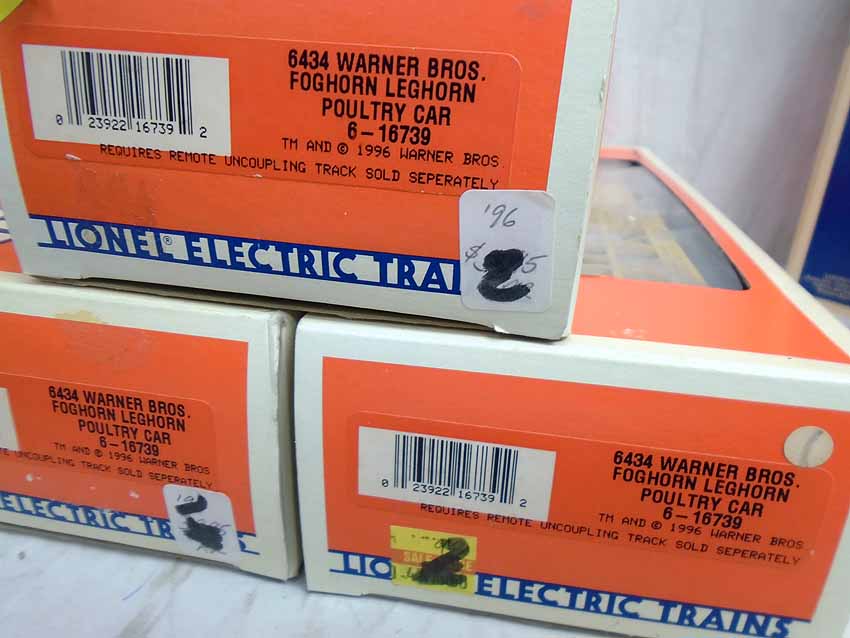 6434 WARNER BROS.
FOGHORN LEGHORN
POULTRY CAR
6-16739
0 23922 16739 2
TM AND © 1996 WARNER BROS
REQUIRES REMOTE UNCOUPLING TRACK SOLD SEPERATELY
LIONEL® ELECTRIC TRAI
'96
$
6434 WARNER BROS.
FOGHORN LEGHORN
POULTRY CAR
6-16739
TM AND © 1996 WARNER BROS
UNCOUPLING TRACK SOLD SEPERATELY
ELECTRIC TR
6434 WARNER BROS.
FOGHORN LEGHORN
POULTRY CAR
6-16739
0 23922 16739 2
TM AND © 1996 WARNER BROS
REQUIRES REMOTE UNCOUPLING TRACK SOLD SEPERATELY
LIO ELECTRIC TRAINS